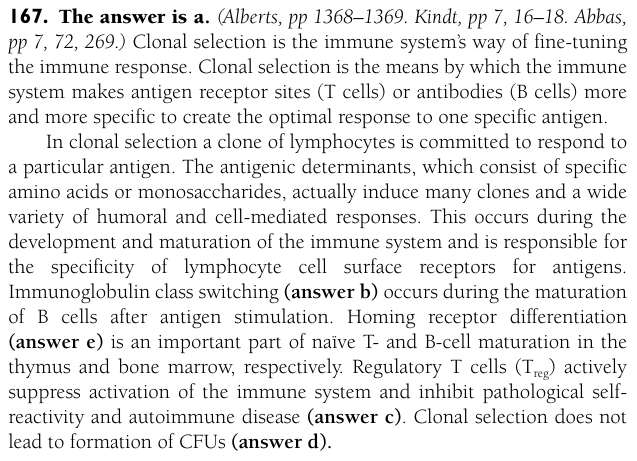 167. The answer is a. (Alberts, pp 1368–1369. Kindt, pp 7, 16–18. Abbas,
pp 7, 72, 269.) Clonal selection is the immune system's way of fine-tuning
the immune response. Clonal selection is the means by which the immune
system makes antigen receptor sites (T cells) or antibodies (B cells) more
and more specific to create the optimal response to one specific antigen.
In clonal selection a clone of lymphocytes is committed to respond to
a particular antigen. The antigenic determinants, which consist of specific
amino acids or monosaccharides, actually induce many clones and a wide
variety of humoral and cell-mediated responses. This occurs during the
development and maturation of the immune system and is responsible for
the specificity of lymphocyte cell surface receptors for antigens.
Immunoglobulin class switching (answer b) occurs during the maturation
of B cells after antigen stimulation. Homing receptor differentiation
(answer e) is an important part of naïve T- and B-cell maturation in the
thymus and bone marrow, respectively. Regulatory T cells (Treg) actively
suppress activation of the immune system and inhibit pathological self-
reactivity and autoimmune disease (answer c). Clonal selection does not
lead to formation of CFUs (answer d).